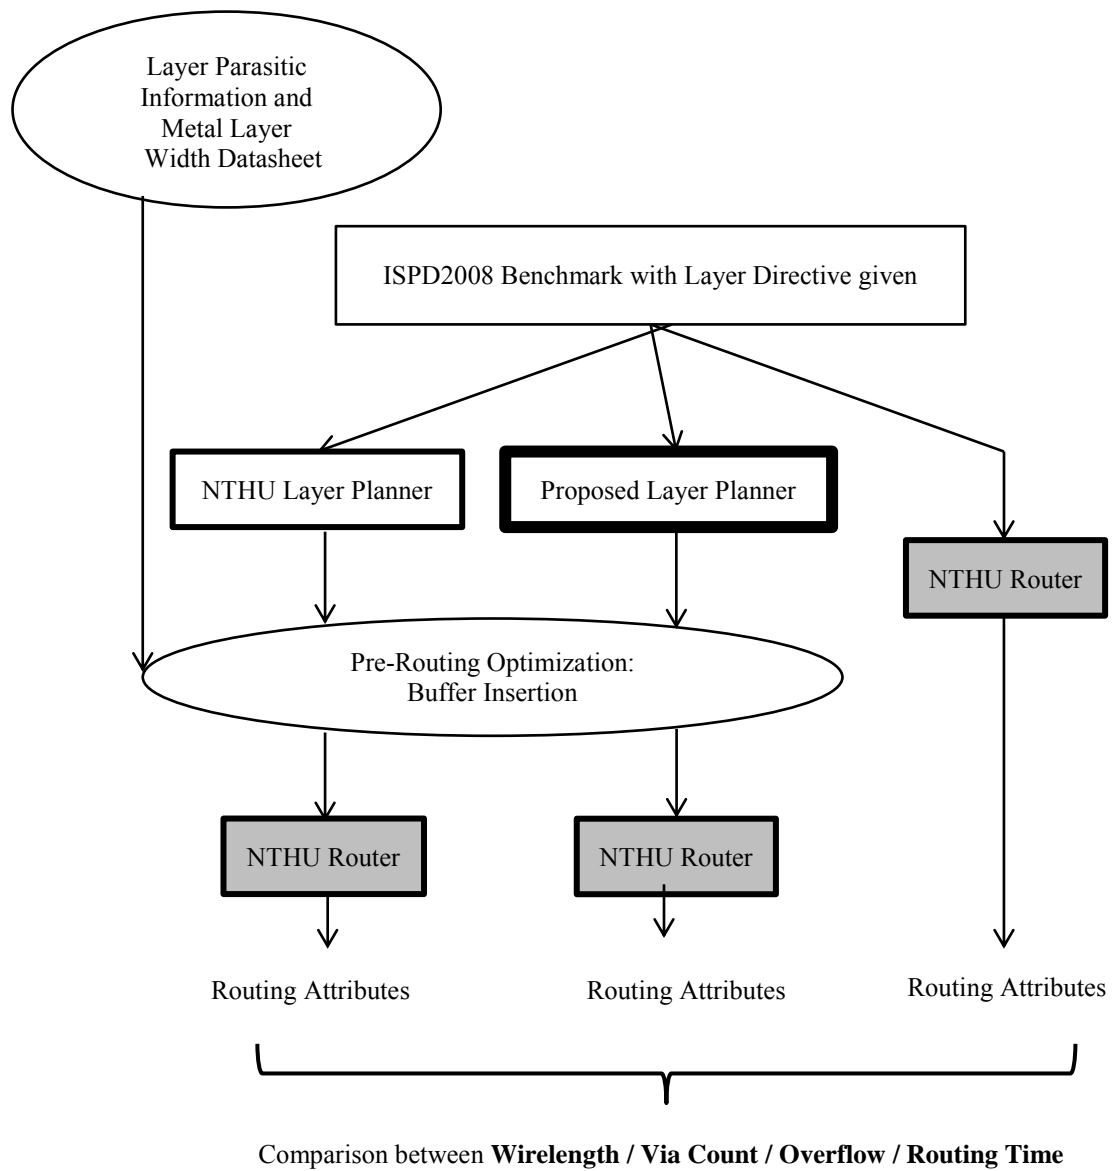 Layer Parasitic
Information and
Metal Layer
Width Datasheet
ISPD2008 Benchmark with Layer Directive given
NTHU Layer Planner
Proposed Layer Planner
NTHU Router
Pre-Routing Optimization:
Buffer Insertion
NTHU Router
NTHU Router
Routing Attributes
Routing Attributes
Routing Attributes
Comparison between Wirelength / Via Count / Overflow / Routing Time